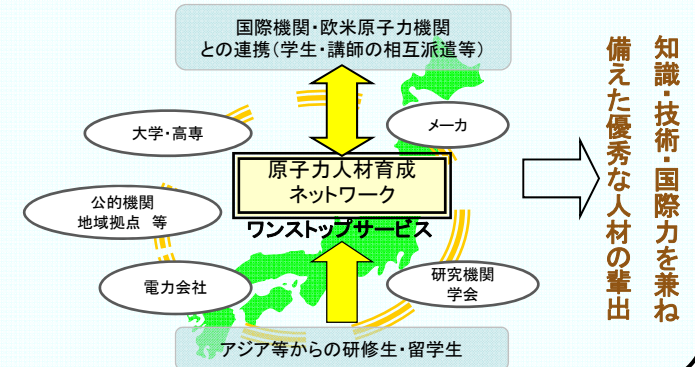 国際機関・欧米原子力機関
との連携(学生・講師の相互派遣等)
大学・高専
メーカ
原子力人材育成
ネットワーク
公的機関
地域拠点 等
ワンストップサービス
電力会社
研究機関
学会
アジア等からの研修生・留学生
知識・技術・国際力を兼ね
備えた優秀な人材の輩出